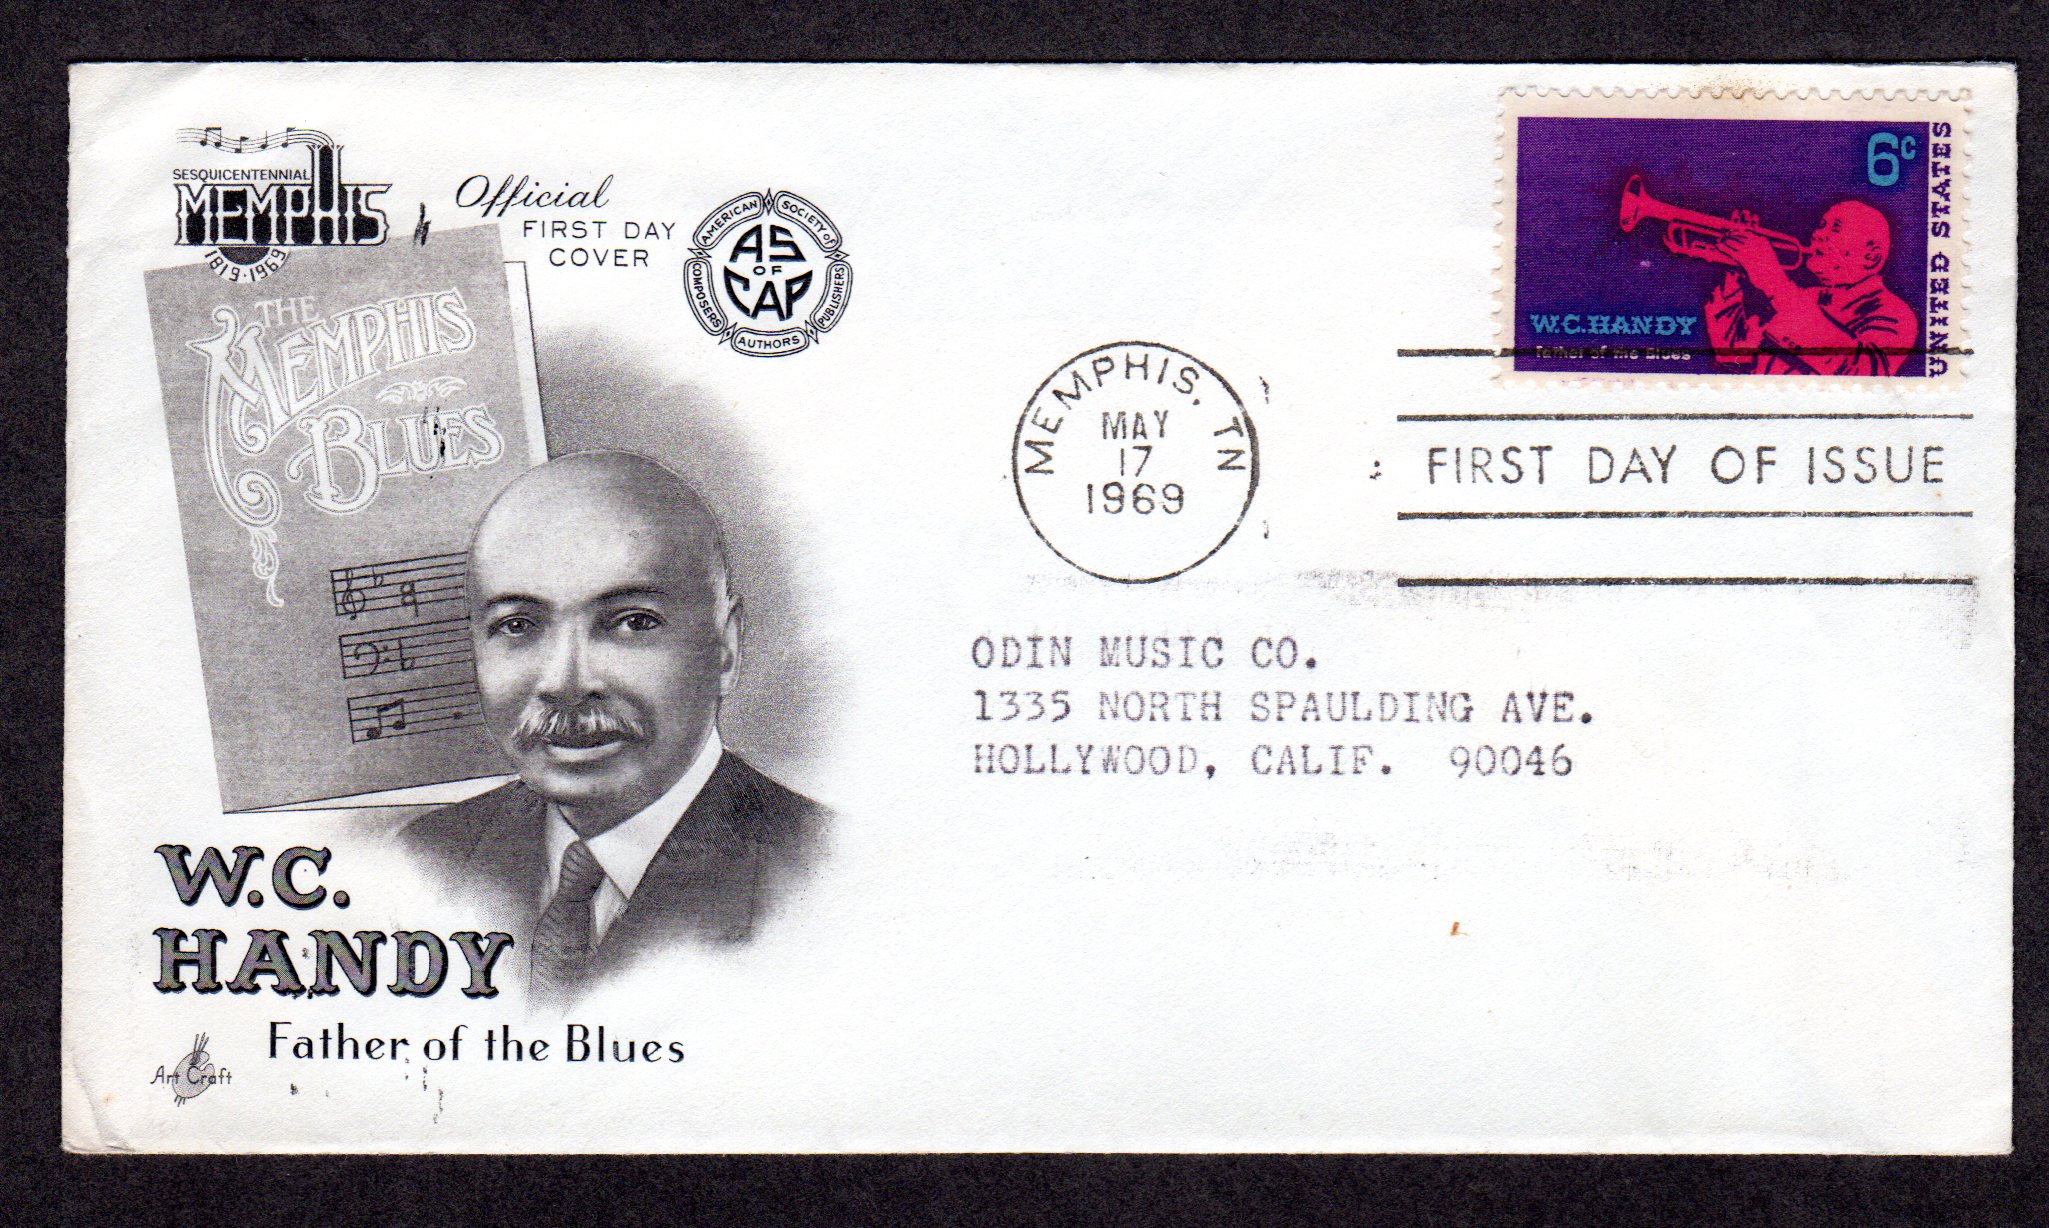 SESQUICENTENNIAL
MEMPHIS
1819-1969
Official
FIRST DAY
COVER
AMERICAN SOCIETY of
COMPOSERS AUTHORS PUBLISHERS
AS
OF
CAP
THE
MEMPHIS
BLUES
W.C.
HANDY
Father of the Blues
Art Craft
6c
UNITED STATES
W.C.HANDY
Father of the Blues
MEMPHIS, TN
MAY
17
1969
FIRST DAY OF ISSUE
ODIN MUSIC CO.
1335 NORTH SPAULDING AVE.
HOLLYWOOD, CALIF. 90046